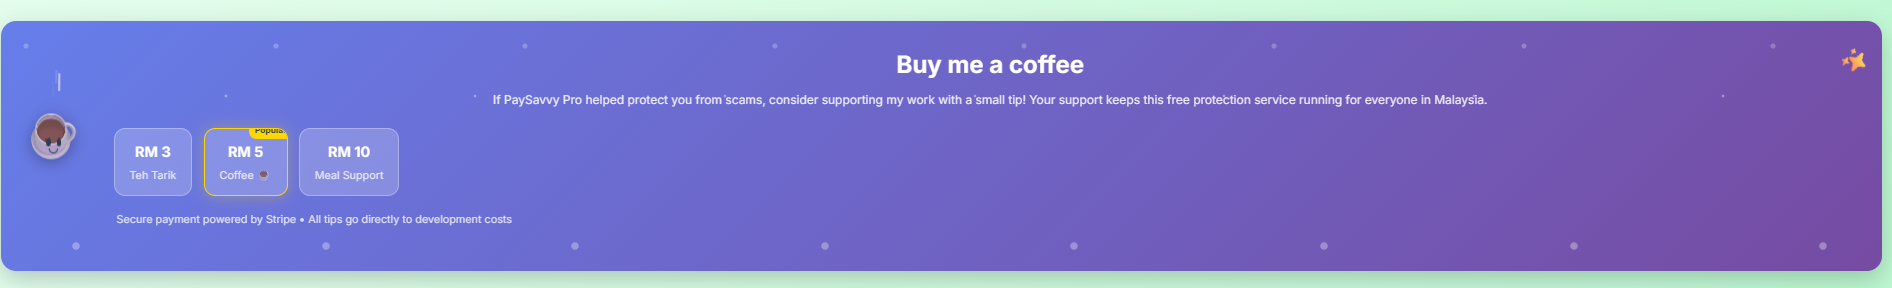 Buy me a coffee
If PaySavvy Pro helped protect you from scams, consider supporting my work with a small tip! Your support keeps this free protection service running for everyone in Malaysia.
Popula
RM 3
RM 5
RM 10
Teh Tarik
Coffee
Meal Support
Secure payment powered by Stripe • All tips go directly to development costs